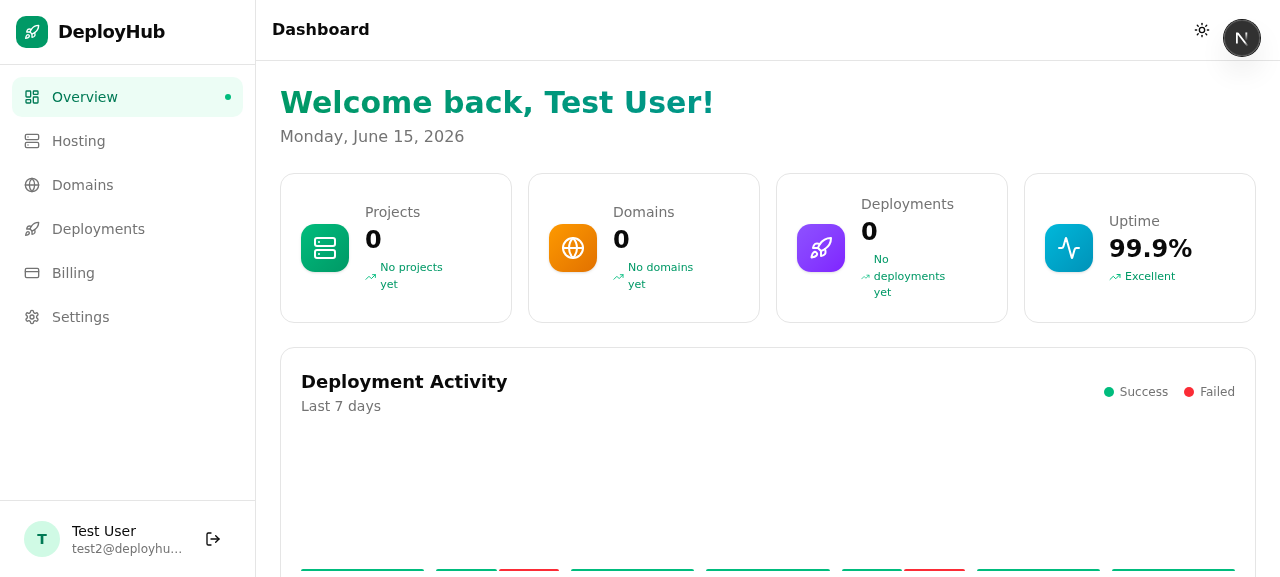 DeployHub
Dashboard
N
Overview
Hosting
Domains
Deployments
Billing
Settings
Welcome back, Test User!
Monday, June 15, 2026
Projects
0
No projects
yet
Domains
0
No domains
yet
Deployments
0
No
deployments
yet
Uptime
99.9%
Excellent
Deployment Activity
Last 7 days
Success
Failed
T
Test User
test2@deployhu...